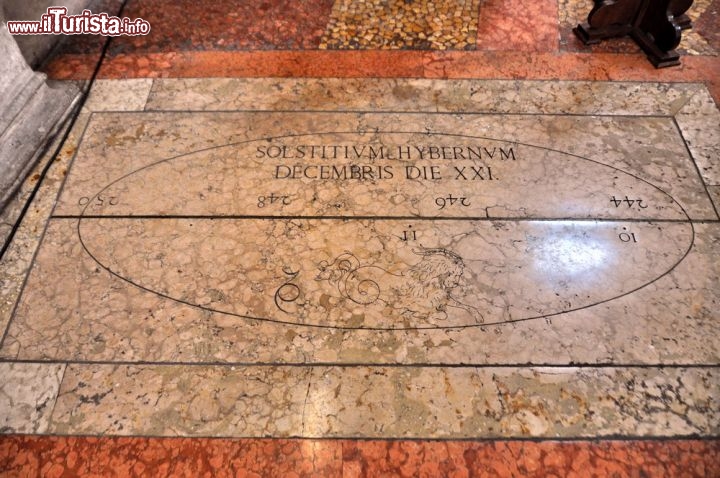 www.ilTurista.info
SOLSTITIVM HYBERNVM
DECEMBRIS DIE XXI.
250 248 246 244
11 10